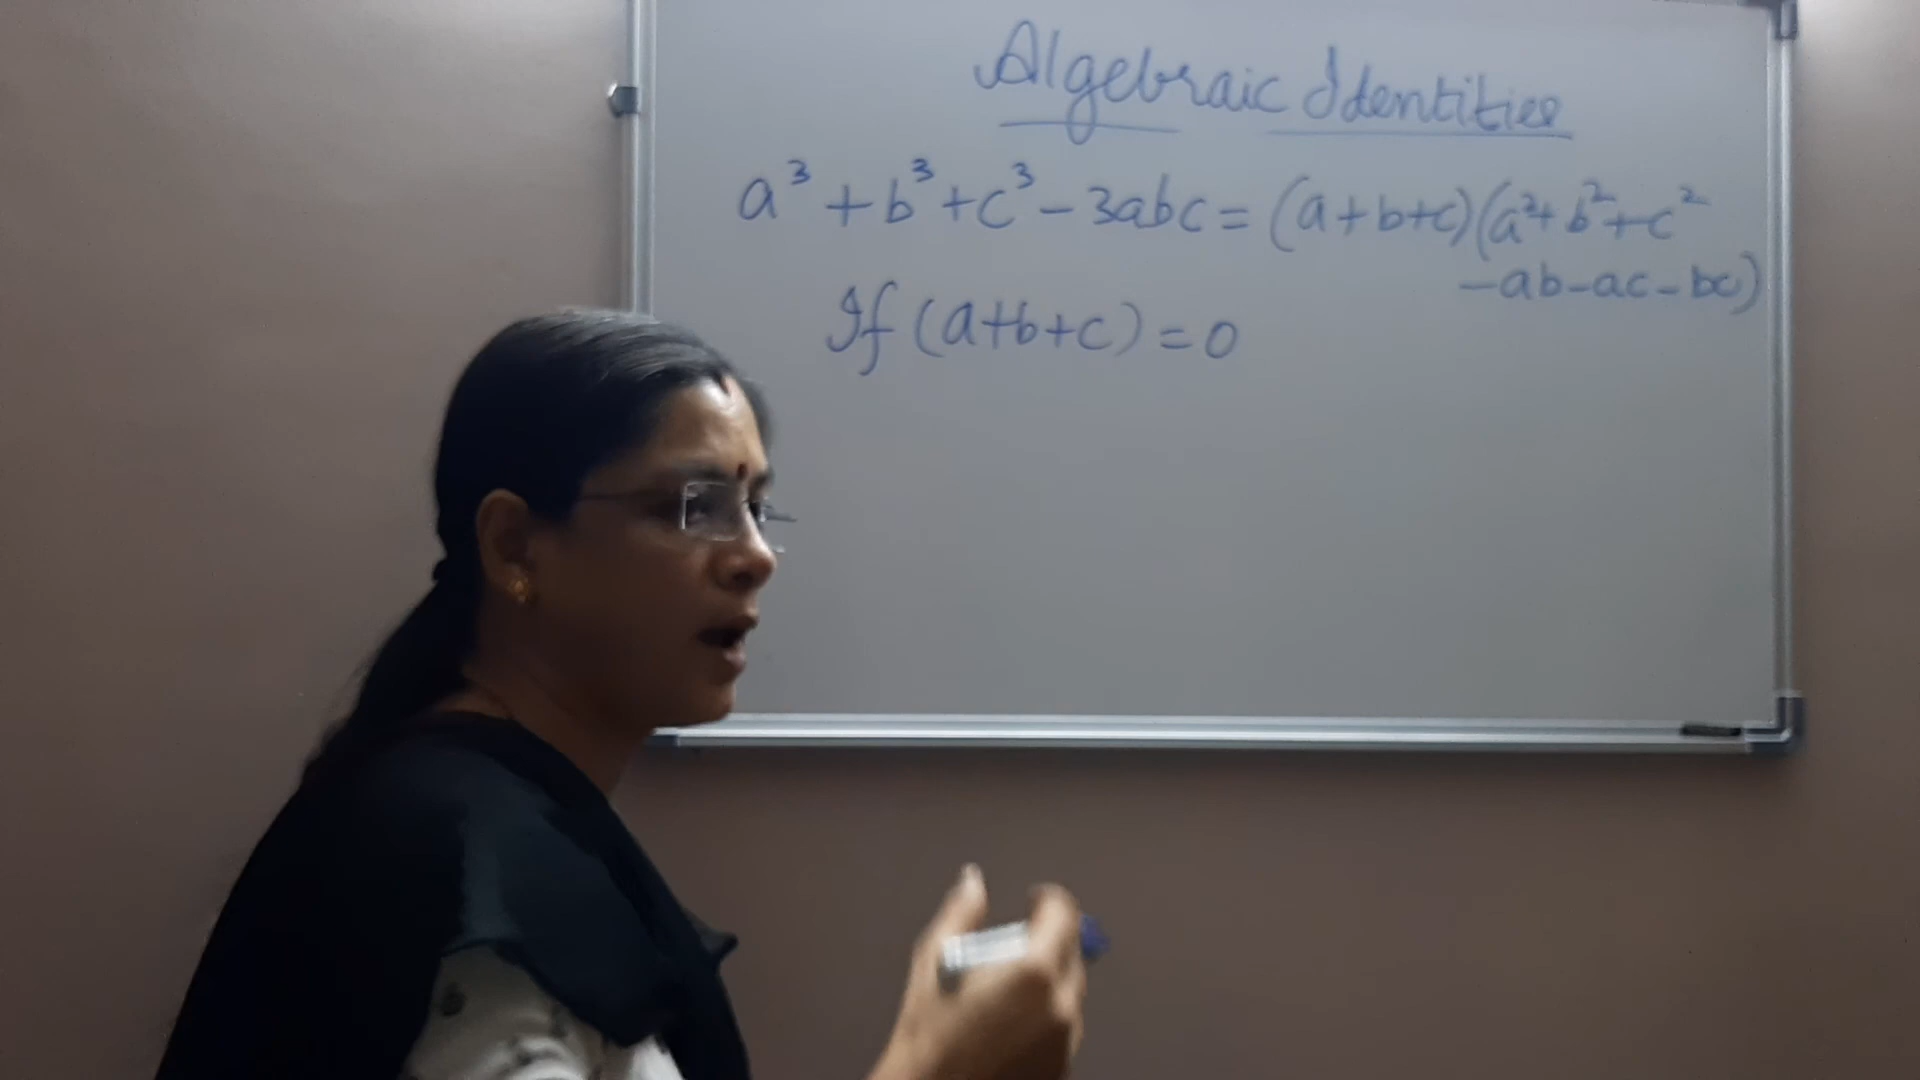 Algebraic Identities
a³ + b³ + c³ - 3abc = (a+b+c)(a²+b²+c²
-ab-ac-bc)
If (a+b+c) = 0